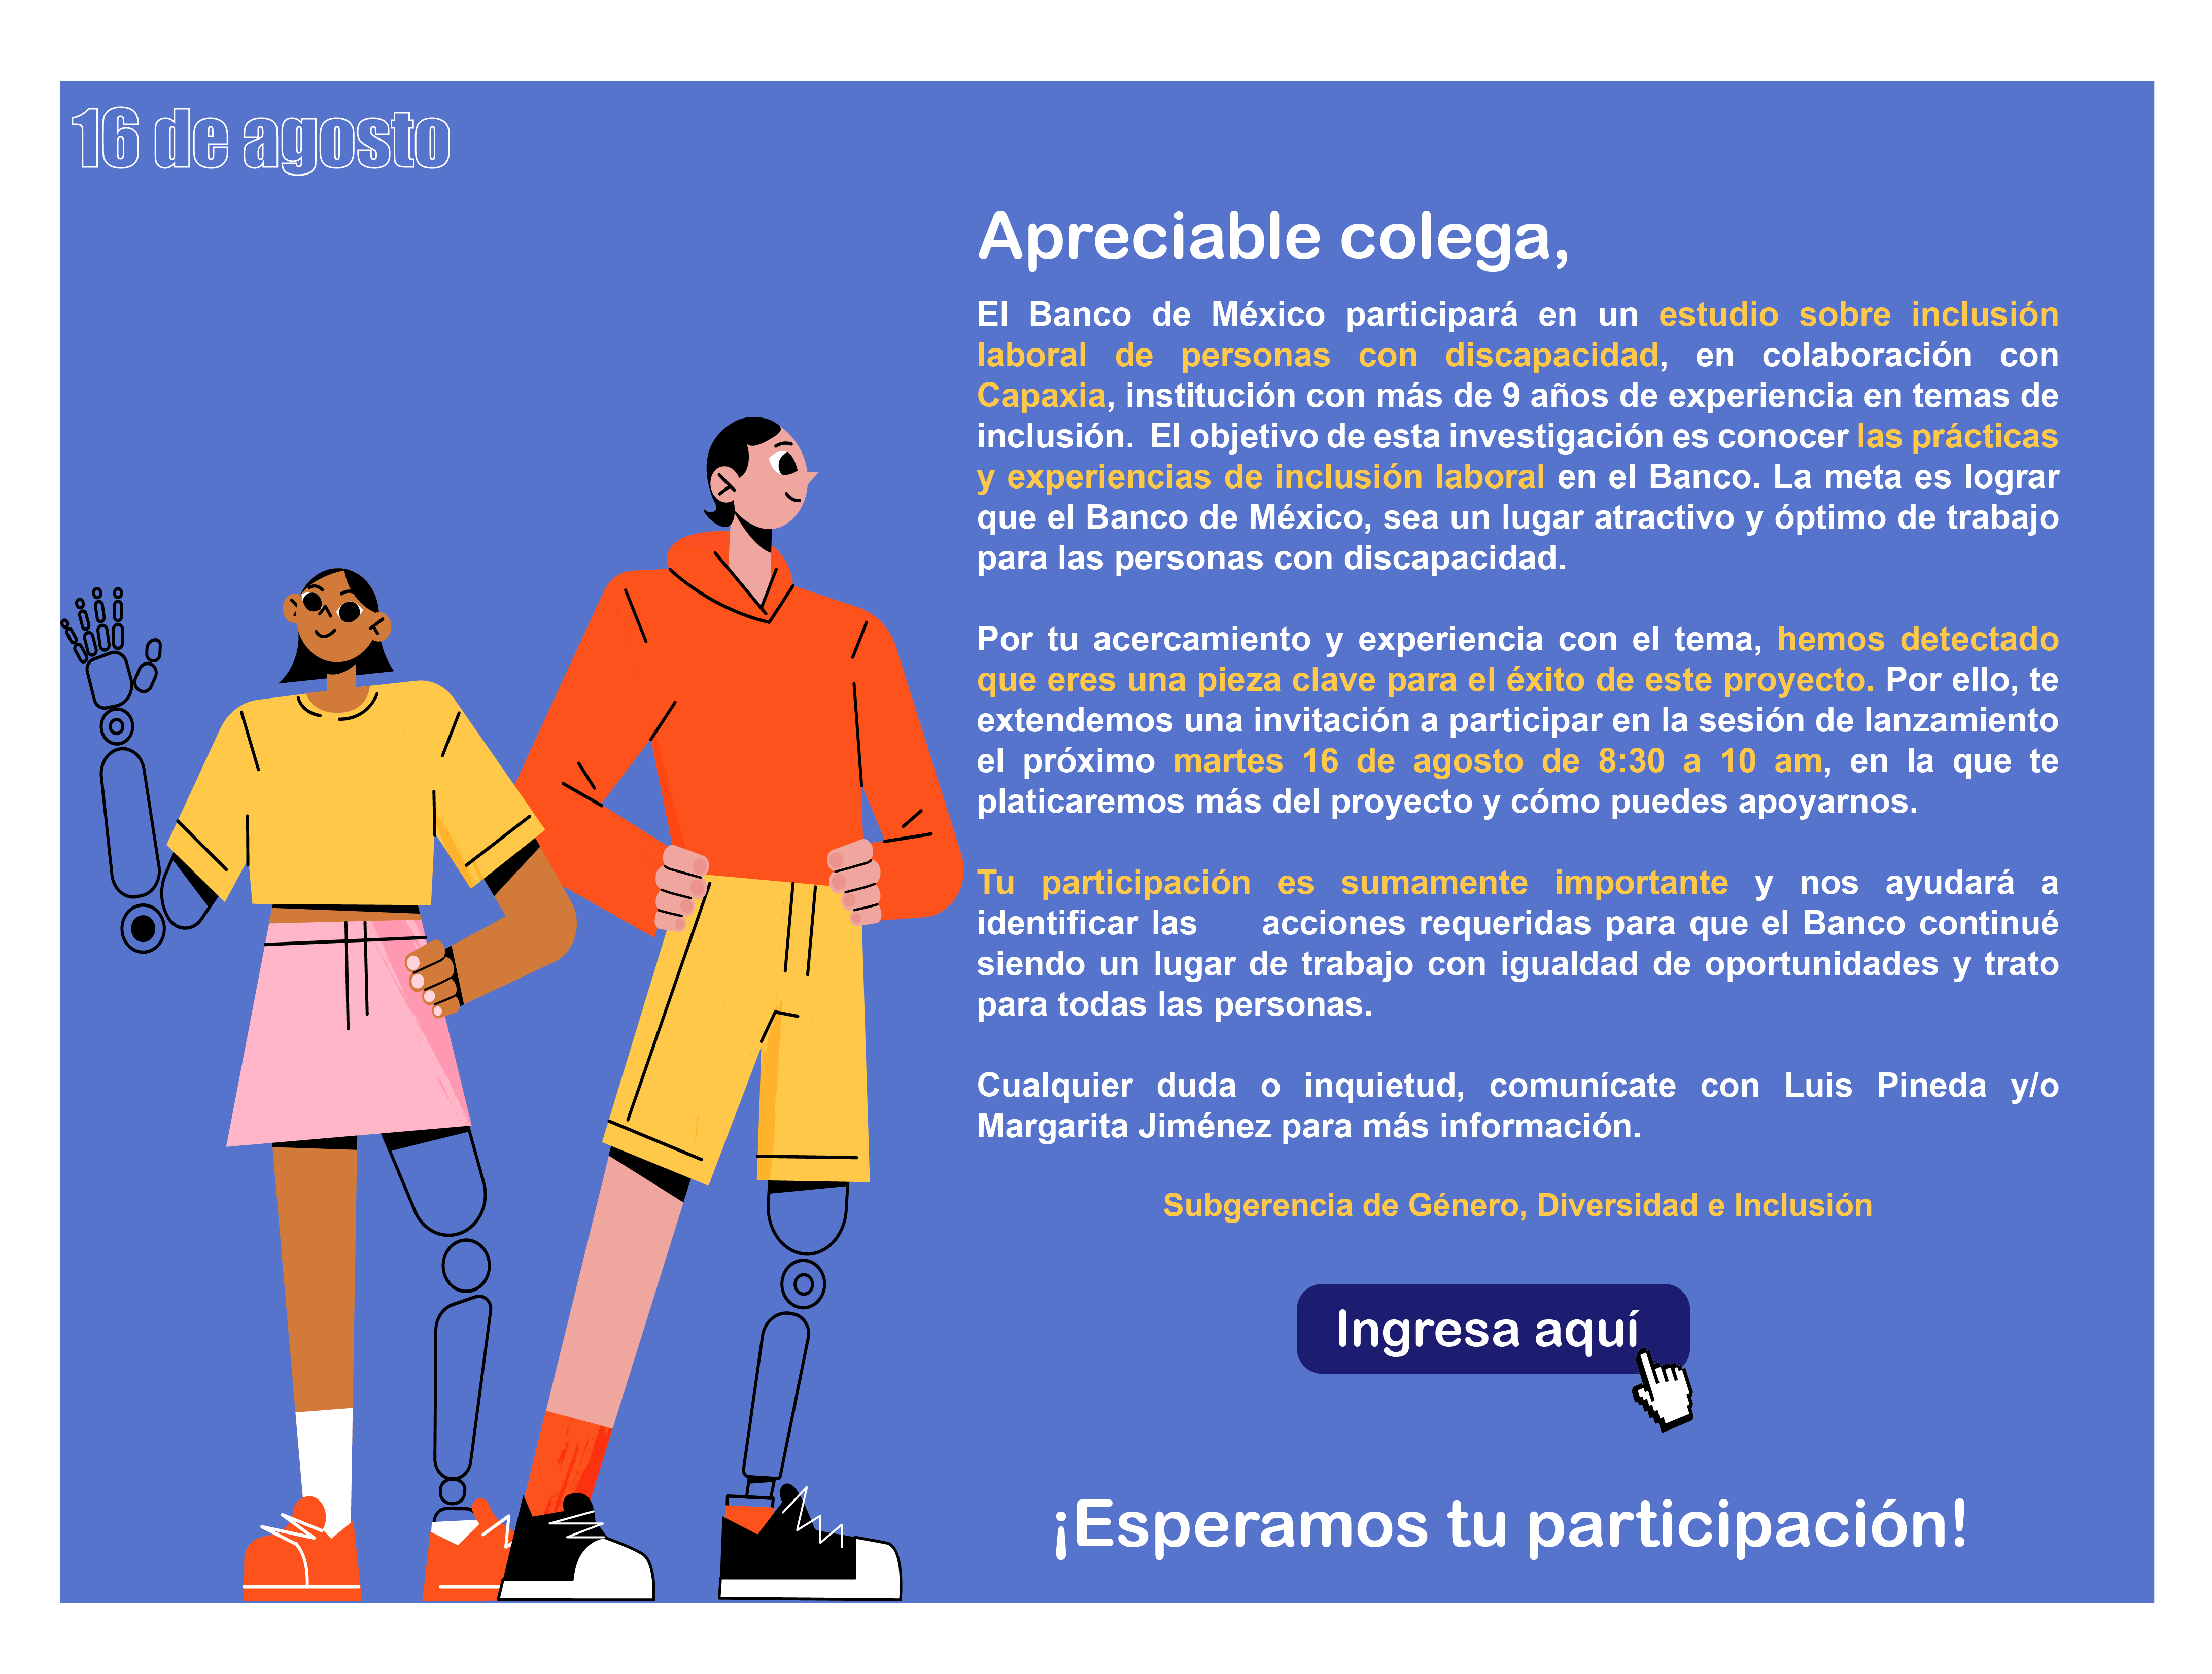 16 de agosto
Apreciable colega,
El Banco de México participará en un estudio sobre inclusión
laboral de personas con discapacidad, en colaboración con
Capaxia, institución con más de 9 años de experiencia en temas de
inclusión.  El objetivo de esta investigación es conocer las prácticas
y experiencias de inclusión laboral en el Banco. La meta es lograr
que el Banco de México, sea un lugar atractivo y óptimo de trabajo
para las personas con discapacidad.
Por tu acercamiento y experiencia con el tema, hemos detectado
que eres una pieza clave para el éxito de este proyecto. Por ello, te
extendemos una invitación a participar en la sesión de lanzamiento
el próximo martes 16 de agosto de 8:30 a 10 am, en la que te
platicaremos más del proyecto y cómo puedes apoyarnos.
Tu participación es sumamente importante y nos ayudará a
identificar las acciones requeridas para que el Banco continué
siendo un lugar de trabajo con igualdad de oportunidades y trato
para todas las personas.
Cualquier duda o inquietud, comunícate con Luis Pineda y/o
Margarita Jiménez para más información.
Subgerencia de Género, Diversidad e Inclusión
Ingresa aquí
¡Esperamos tu participación!